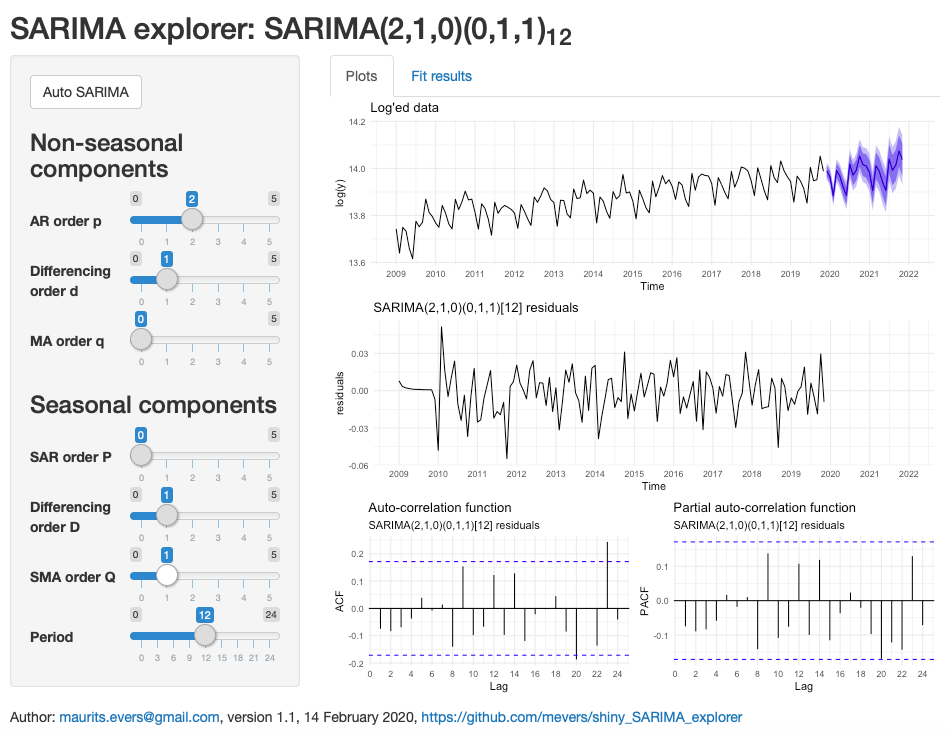 SARIMA explorer: SARIMA(2,1,0)(0,1,1)12
Auto SARIMA
Non-seasonal
components
0 2 5
AR order p
0 1 2 3 4 5
0 1 5
Differencing
order d
0 1 2 3 4 5
0 5
MA order q
0 1 2 3 4 5
Seasonal components
0 5
SAR order P
0 1 2 3 4 5
0 1 5
Differencing
order D
0 1 2 3 4 5
0 1 5
SMA order Q
0 1 2 3 4 5
0 12 24
Period
0 3 6 9 12 15 18 21 24
Plots
Fit results
Log'ed data
14.2
14.0
13.8
13.6
log(y)
2009 2010 2011 2012 2013 2014 2015 2016 2017 2018 2019 2020 2021 2022
Time
SARIMA(2,1,0)(0,1,1)[12] residuals
0.03
0.00
-0.03
-0.06
residuals
2009 2010 2011 2012 2013 2014 2015 2016 2017 2018 2019 2020 2021 2022
Time
Auto-correlation function
SARIMA(2,1,0)(0,1,1)[12] residuals
0.2
0.1
0.0
-0.1
-0.2
ACF
0 2 4 6 8 10 12 14 16 18 20 22 24
Lag
Partial auto-correlation function
SARIMA(2,1,0)(0,1,1)[12] residuals
0.1
0.0
-0.1
PACF
0 2 4 6 8 10 12 14 16 18 20 22 24
Lag
Author: maurits.evers@gmail.com, version 1.1, 14 February 2020, https://github.com/mevers/shiny_SARIMA_explorer